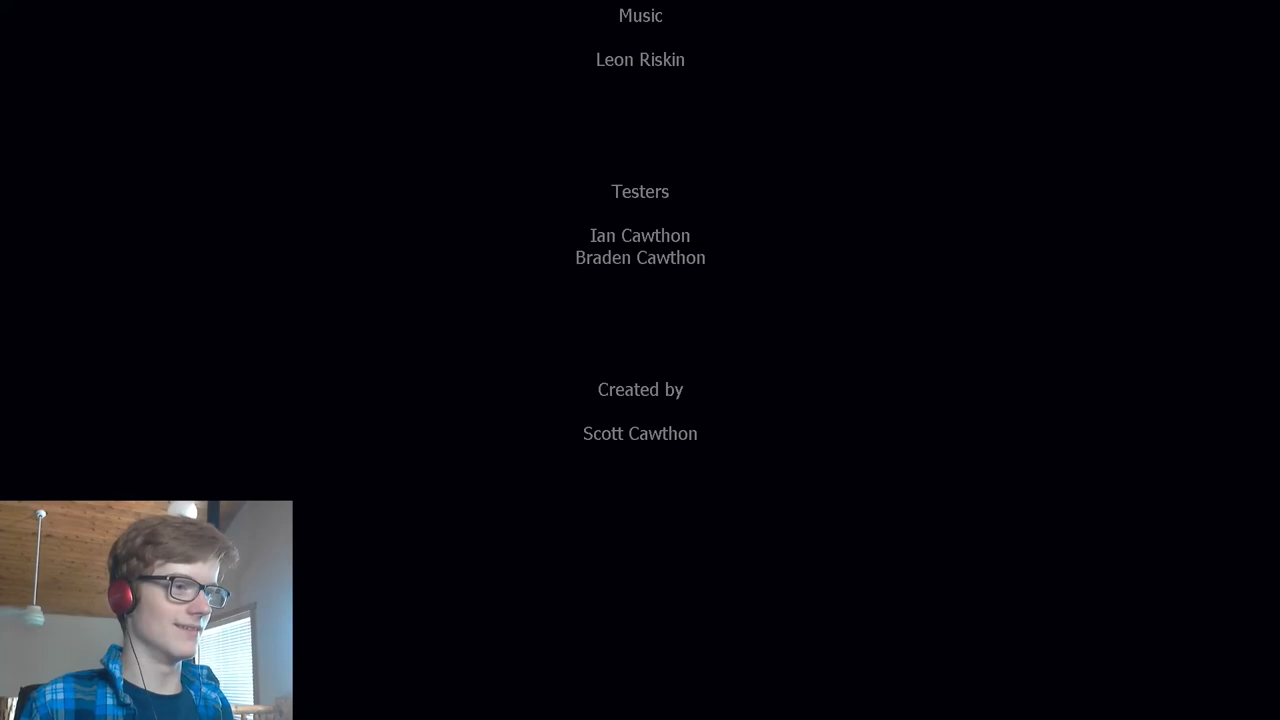 Music
Leon Riskin
Testers
Ian Cawthon
Braden Cawthon
Created by
Scott Cawthon